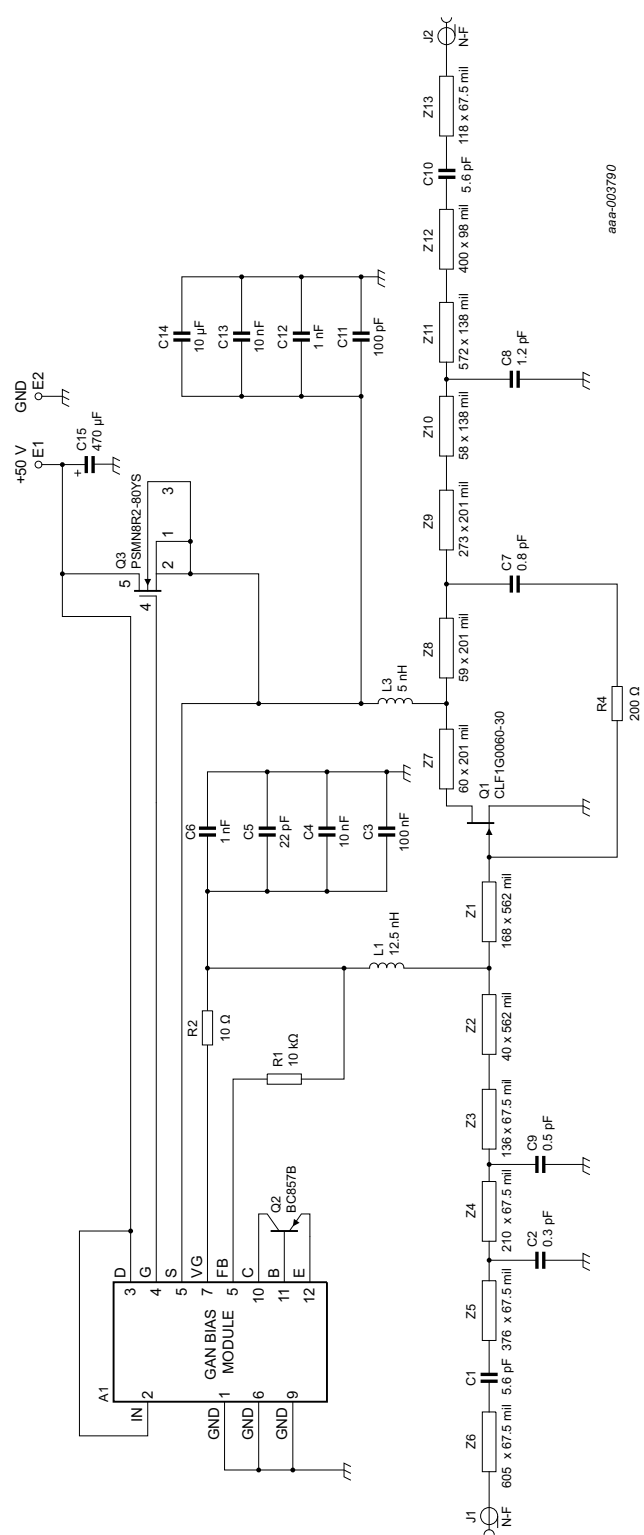 +50 V
E1
GND
E2
C15
470 µF
+
Q3
PSMN8R2-80YS
5
4
3
1
2
C14
10 µF
C13
10 nF
C12
1 nF
C11
100 pF
A1
GAN BIAS
MODULE
IN
2
GND
1
GND
6
GND
9
3
D
4
G
5
S
7
VG
5
FB
10
C
11
B
12
E
Q2
BC857B
R2
10 Ω
R1
10 kΩ
C6
1 nF
C5
22 pF
C4
10 nF
C3
100 nF
L1
12.5 nH
L3
5 nH
J1
N-F
Z6
605 x 67.5 mil
C1
5.6 pF
Z5
376 x 67.5 mil
C2
0.3 pF
Z4
210 x 67.5 mil
C9
0.5 pF
Z3
136 x 67.5 mil
Z2
40 x 562 mil
Z1
168 x 562 mil
Q1
CLF1G0060-30
Z7
60 x 201 mil
Z8
59 x 201 mil
C7
0.8 pF
R4
200 Ω
Z9
273 x 201 mil
Z10
58 x 138 mil
C8
1.2 pF
Z11
572 x 138 mil
Z12
400 x 98 mil
C10
5.6 pF
Z13
118 x 67.5 mil
J2
N-F
aaa-003790